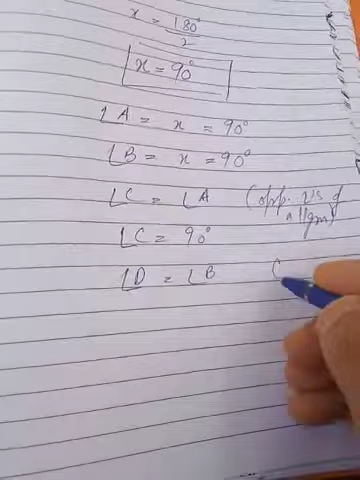 x = 180°/2
x = 90°
∠A = x = 90°
∠B = x = 90°
∠C = ∠A (opp. ∠s of a ||gm)
∠C = 90°
∠D = ∠B (